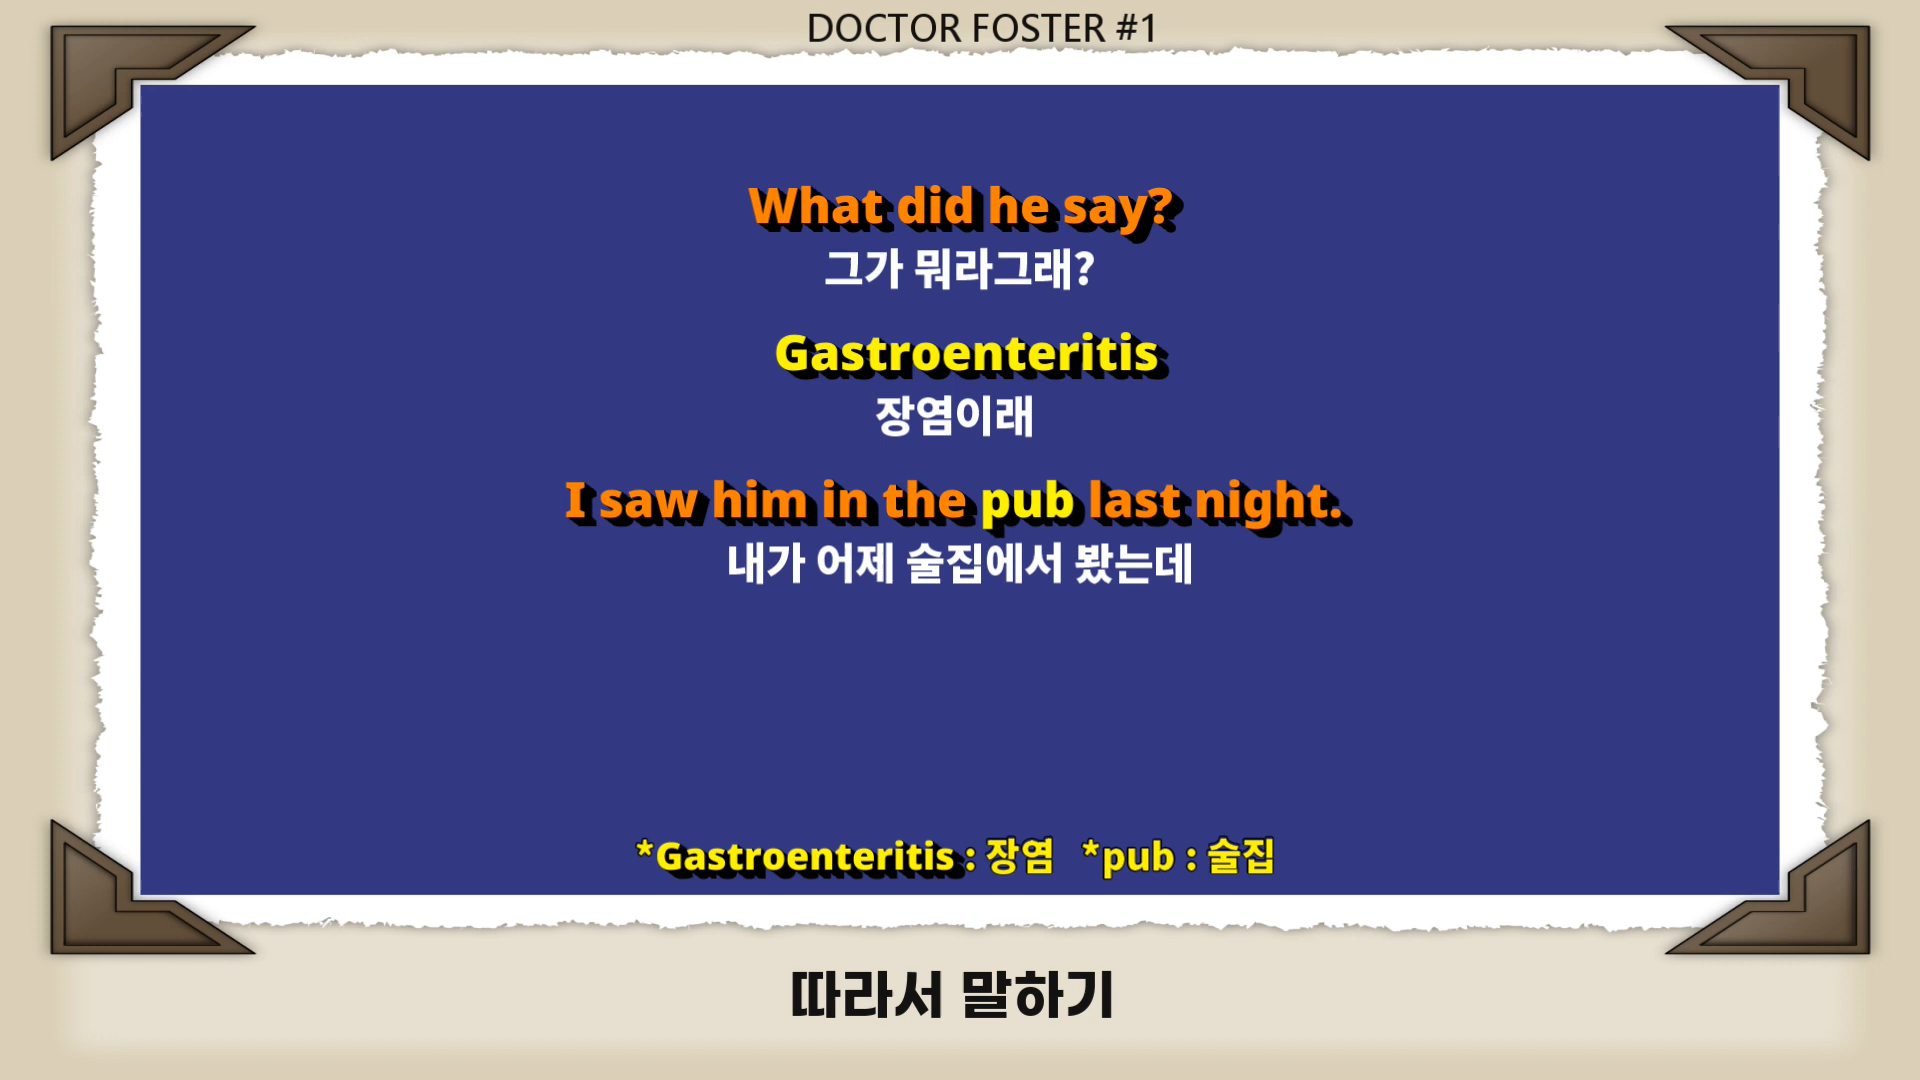 DOCTOR FOSTER #1
What did he say?
그가 뭐라그래?
Gastroenteritis
장염이래
I saw him in the pub last night.
내가 어제 술집에서 봤는데
*Gastroenteritis : 장염 *pub : 술집
따라서 말하기